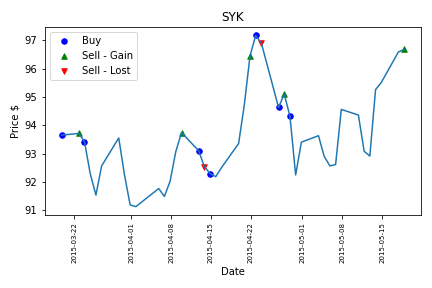 SYK
Buy
Sell - Gain
Sell - Lost
97
96
95
94
93
92
91
Price $
2015-03-22
2015-04-01
2015-04-08
2015-04-15
2015-04-22
2015-05-01
2015-05-08
2015-05-15
Date